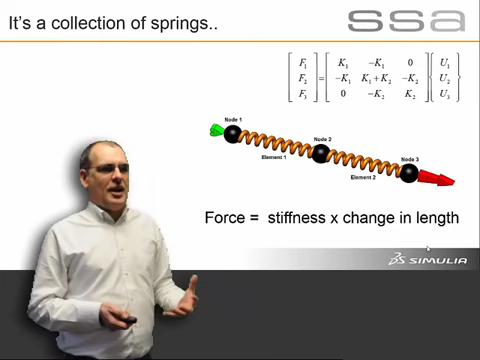 It's a collection of springs..
ssa
F₁ K₁ −K₁ 0 U₁
F₂ = −K₁ K₁+K₂ −K₂ U₂
F₃ 0 −K₂ K₂ U₃
Node 1
Node 2
Element 1
Node 3
Element 2
Force = stiffness x change in length
3DS SIMULIA